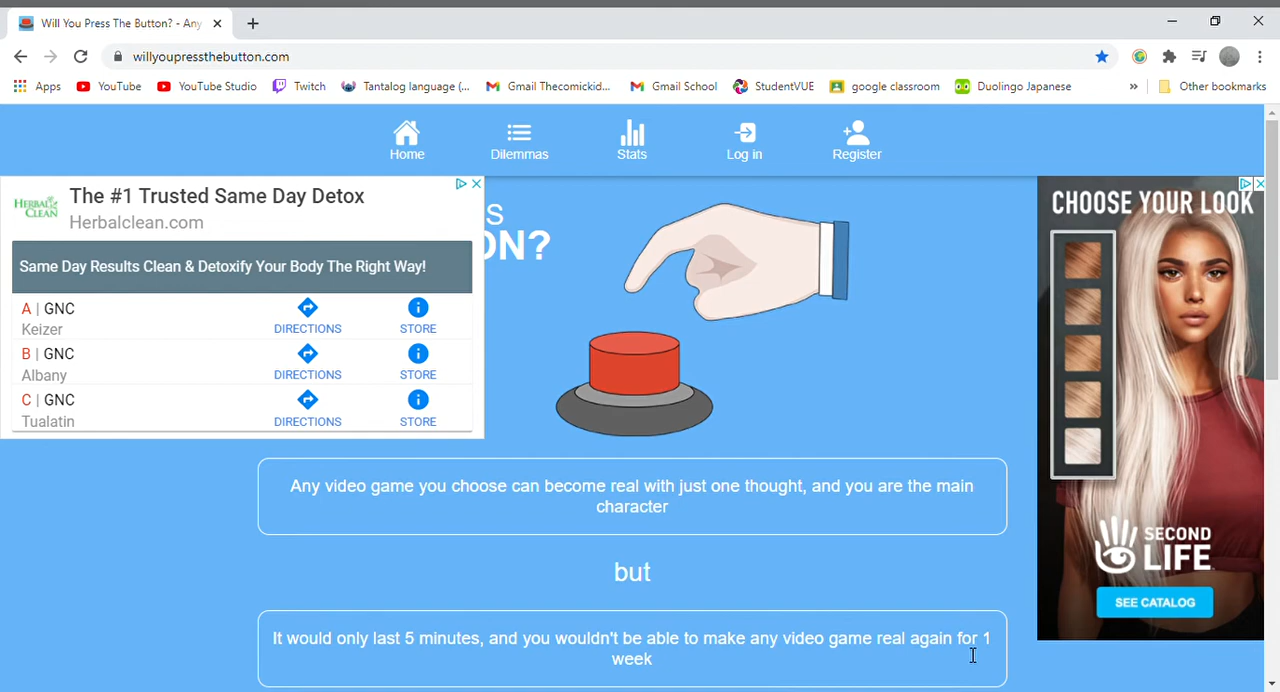 Will You Press The Button? - Any
willyoupressthebutton.com
Apps YouTube YouTube Studio Twitch Tantalog language (... Gmail Thecomickid... Gmail School StudentVUE google classroom Duolingo Japanese » Other bookmarks
Home Dilemmas Stats Log in Register
The #1 Trusted Same Day Detox
HERBAL CLEAN
Herbalclean.com
Same Day Results Clean & Detoxify Your Body The Right Way!
A | GNC
Keizer DIRECTIONS STORE
B | GNC
Albany DIRECTIONS STORE
C | GNC
Tualatin DIRECTIONS STORE
S
ON?
CHOOSE YOUR LOOK
SECOND
LIFE
SEE CATALOG
Any video game you choose can become real with just one thought, and you are the main
character
but
It would only last 5 minutes, and you wouldn't be able to make any video game real again for 1
week